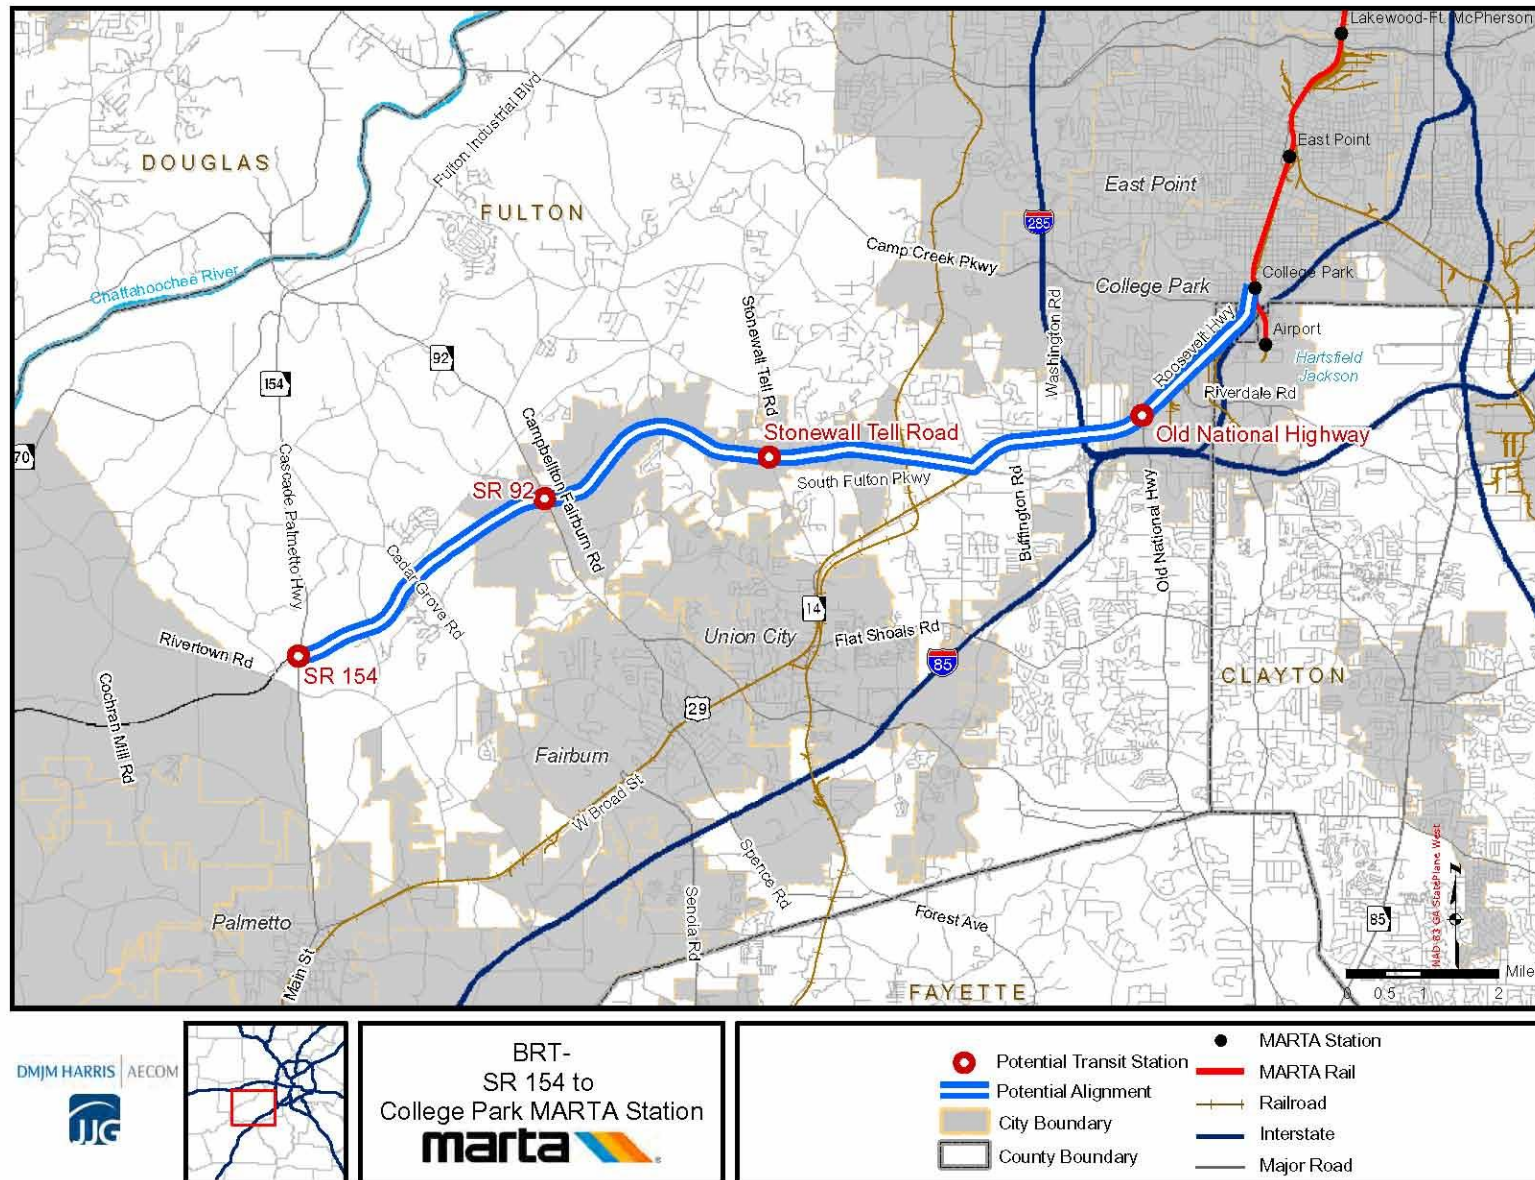 Lakewood-Ft. McPherson
Fulton Industrial Blvd
DOUGLAS
East Point
FULTON
East Point
285
Camp Creek Pkwy
Chattahoochee River
College Park
College Park
Washington Rd
Stonewall Tell Rd
Roosevelt Hwy
Airport
92
Hartsfield
Jackson
154
Riverdale Rd
Campbellton Fairburn Rd
Stonewall Tell Road
Old National Highway
70
Cascade Palmetto Hwy
SR 92
South Fulton Pkwy
Buffington Rd
Old National Hwy
Cedar Grove Rd
14
Union City
Flat Shoals Rd
Rivertown Rd
85
SR 154
CLAYTON
Cochran Mill Rd
29
Fairburn
W Broad St
Spence Rd
NAD 83 GA StatePlane West
Senoia Rd
Palmetto
Forest Ave
85
Main St
Mile
FAYETTE
0 0.5 1 2
DMJM HARRIS | AECOM
JJG
BRT-
SR 154 to
College Park MARTA Station
marta
Potential Transit Station
Potential Alignment
City Boundary
County Boundary
MARTA Station
MARTA Rail
Railroad
Interstate
Major Road